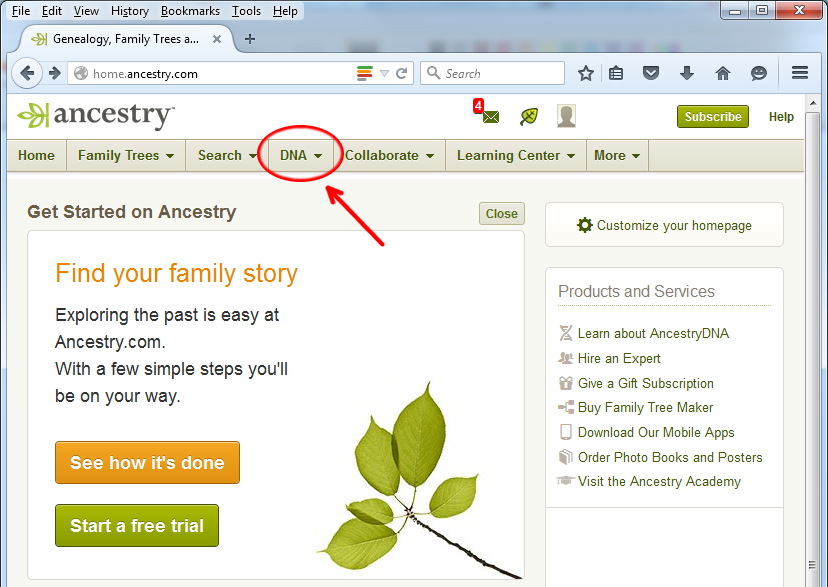 File Edit View History Bookmarks Tools Help
Genealogy, Family Trees a...
home.ancestry.com
Search
ancestry™
4
Subscribe
Help
Home Family Trees Search DNA Collaborate Learning Center More
Get Started on Ancestry
Close
Find your family story
Exploring the past is easy at
Ancestry.com.
With a few simple steps you'll
be on your way.
See how it's done
Start a free trial
Customize your homepage
Products and Services
Learn about AncestryDNA
Hire an Expert
Give a Gift Subscription
Buy Family Tree Maker
Download Our Mobile Apps
Order Photo Books and Posters
Visit the Ancestry Academy